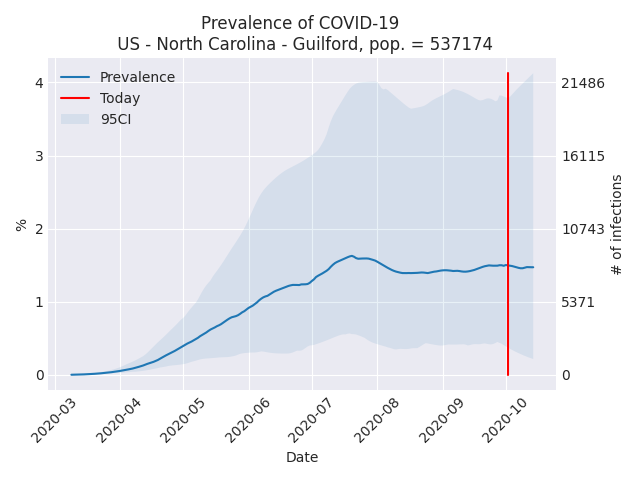 Prevalence of COVID-19
US - North Carolina - Guilford, pop. = 537174
Prevalence
Today
95CI
4
3
2
1
0
%
21486
16115
10743
5371
0
# of infections
2020-03
2020-04
2020-05
2020-06
2020-07
2020-08
2020-09
2020-10
Date